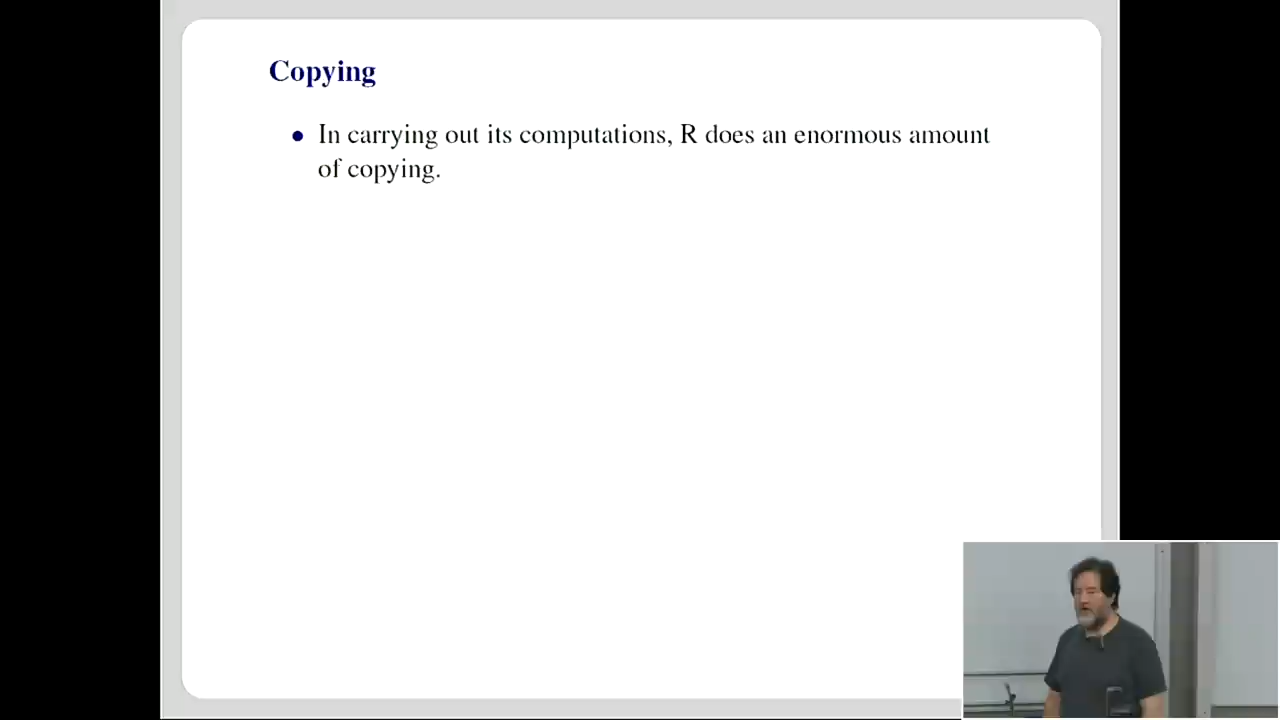 Copying
• In carrying out its computations, R does an enormous amount
of copying.